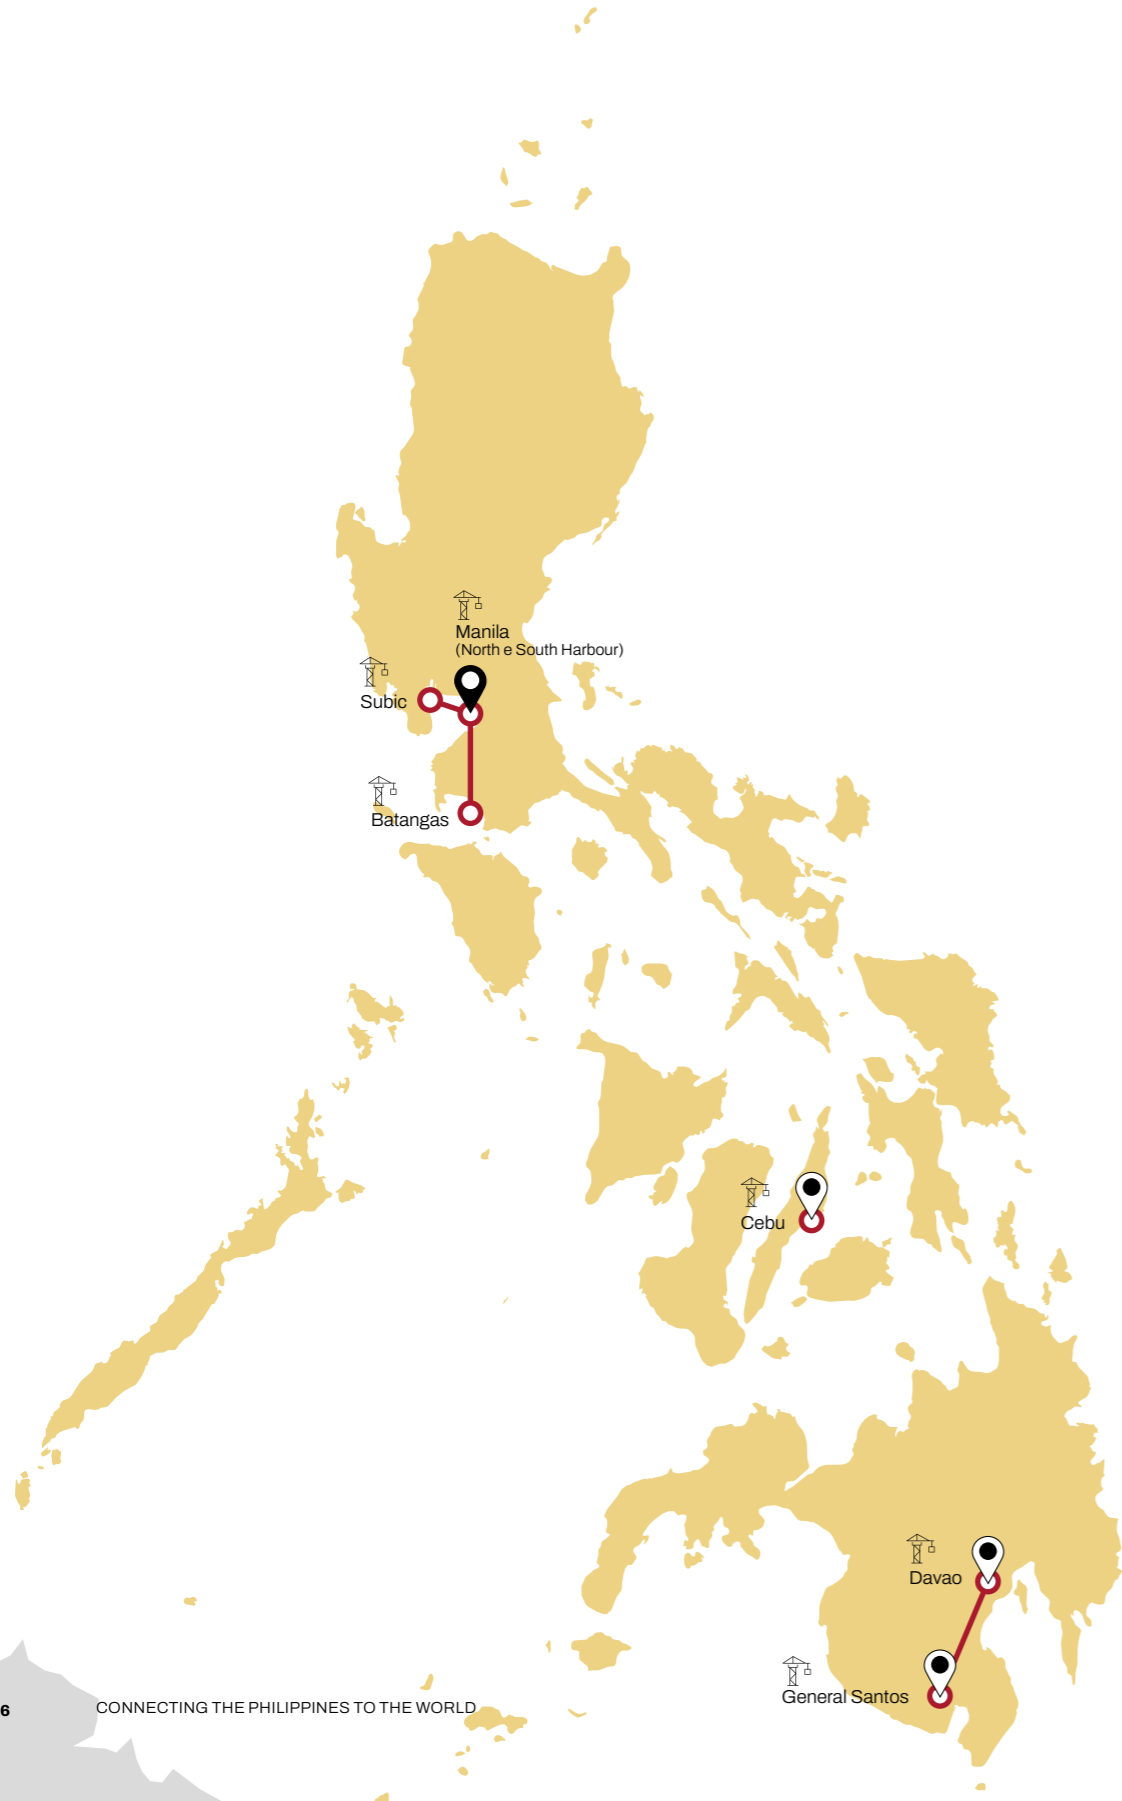 Manila
(North e South Harbour)
Subic
Batangas
Cebu
Davao
General Santos
6
CONNECTING THE PHILIPPINES TO THE WORLD